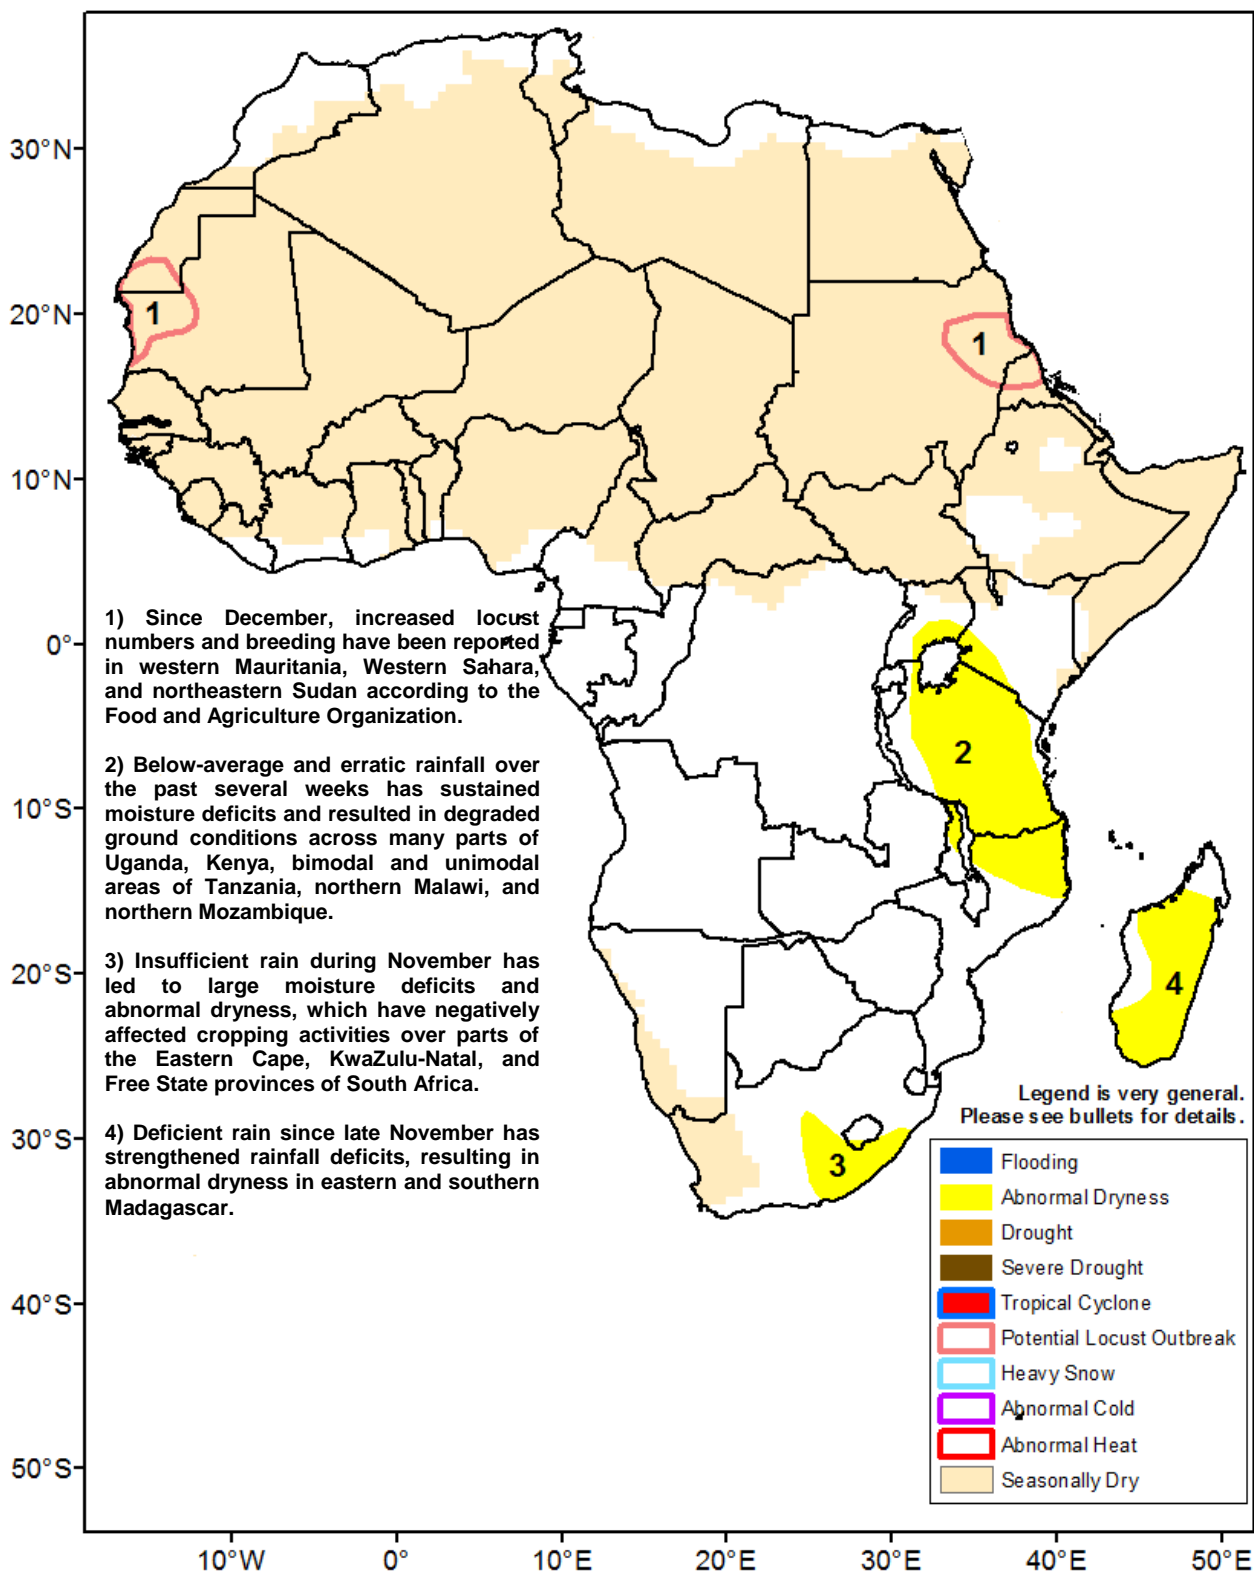 30°N
20°N
10°N
0°
10°S
20°S
30°S
40°S
50°S
10°W
0°
10°E
20°E
30°E
40°E
50°E
1
1
2
3
4
1) Since December, increased locust
numbers and breeding have been reported
in western Mauritania, Western Sahara,
and northeastern Sudan according to the
Food and Agriculture Organization.
2) Below-average and erratic rainfall over
the past several weeks has sustained
moisture deficits and resulted in degraded
ground conditions across many parts of
Uganda, Kenya, bimodal and unimodal
areas of Tanzania, northern Malawi, and
northern Mozambique.
3) Insufficient rain during November has
led to large moisture deficits and
abnormal dryness, which have negatively
affected cropping activities over parts of
the Eastern Cape, KwaZulu-Natal, and
Free State provinces of South Africa.
4) Deficient rain since late November has
strengthened rainfall deficits, resulting in
abnormal dryness in eastern and southern
Madagascar.
Legend is very general.
Please see bullets for details.
Flooding
Abnormal Dryness
Drought
Severe Drought
Tropical Cyclone
Potential Locust Outbreak
Heavy Snow
Abnormal Cold
Abnormal Heat
Seasonally Dry